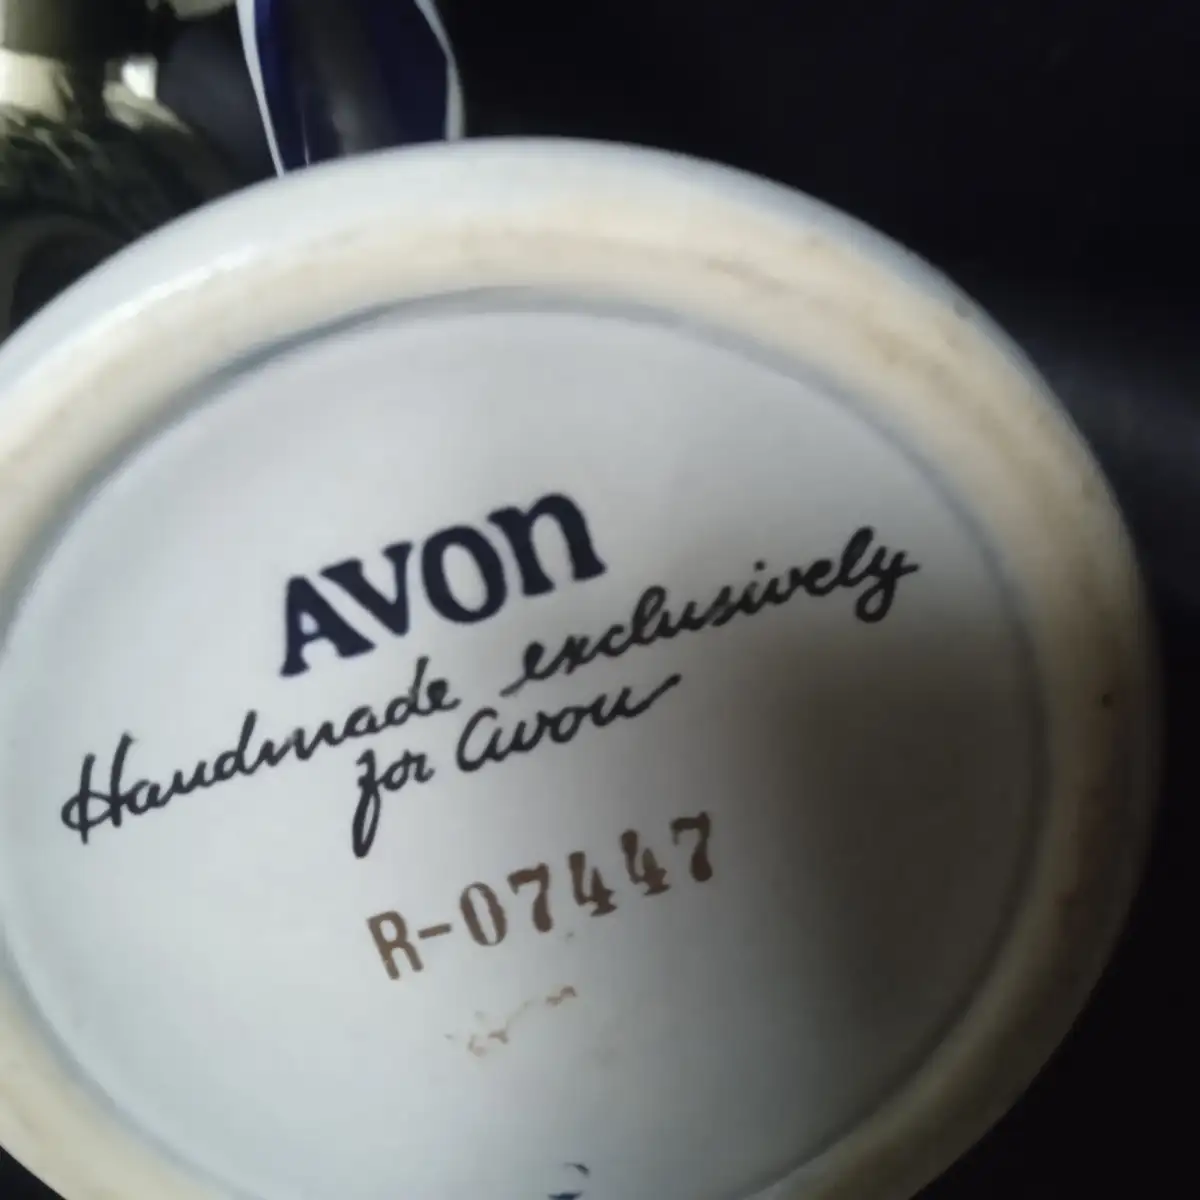 AVON
Handmade exclusively
for Avon
R-07447